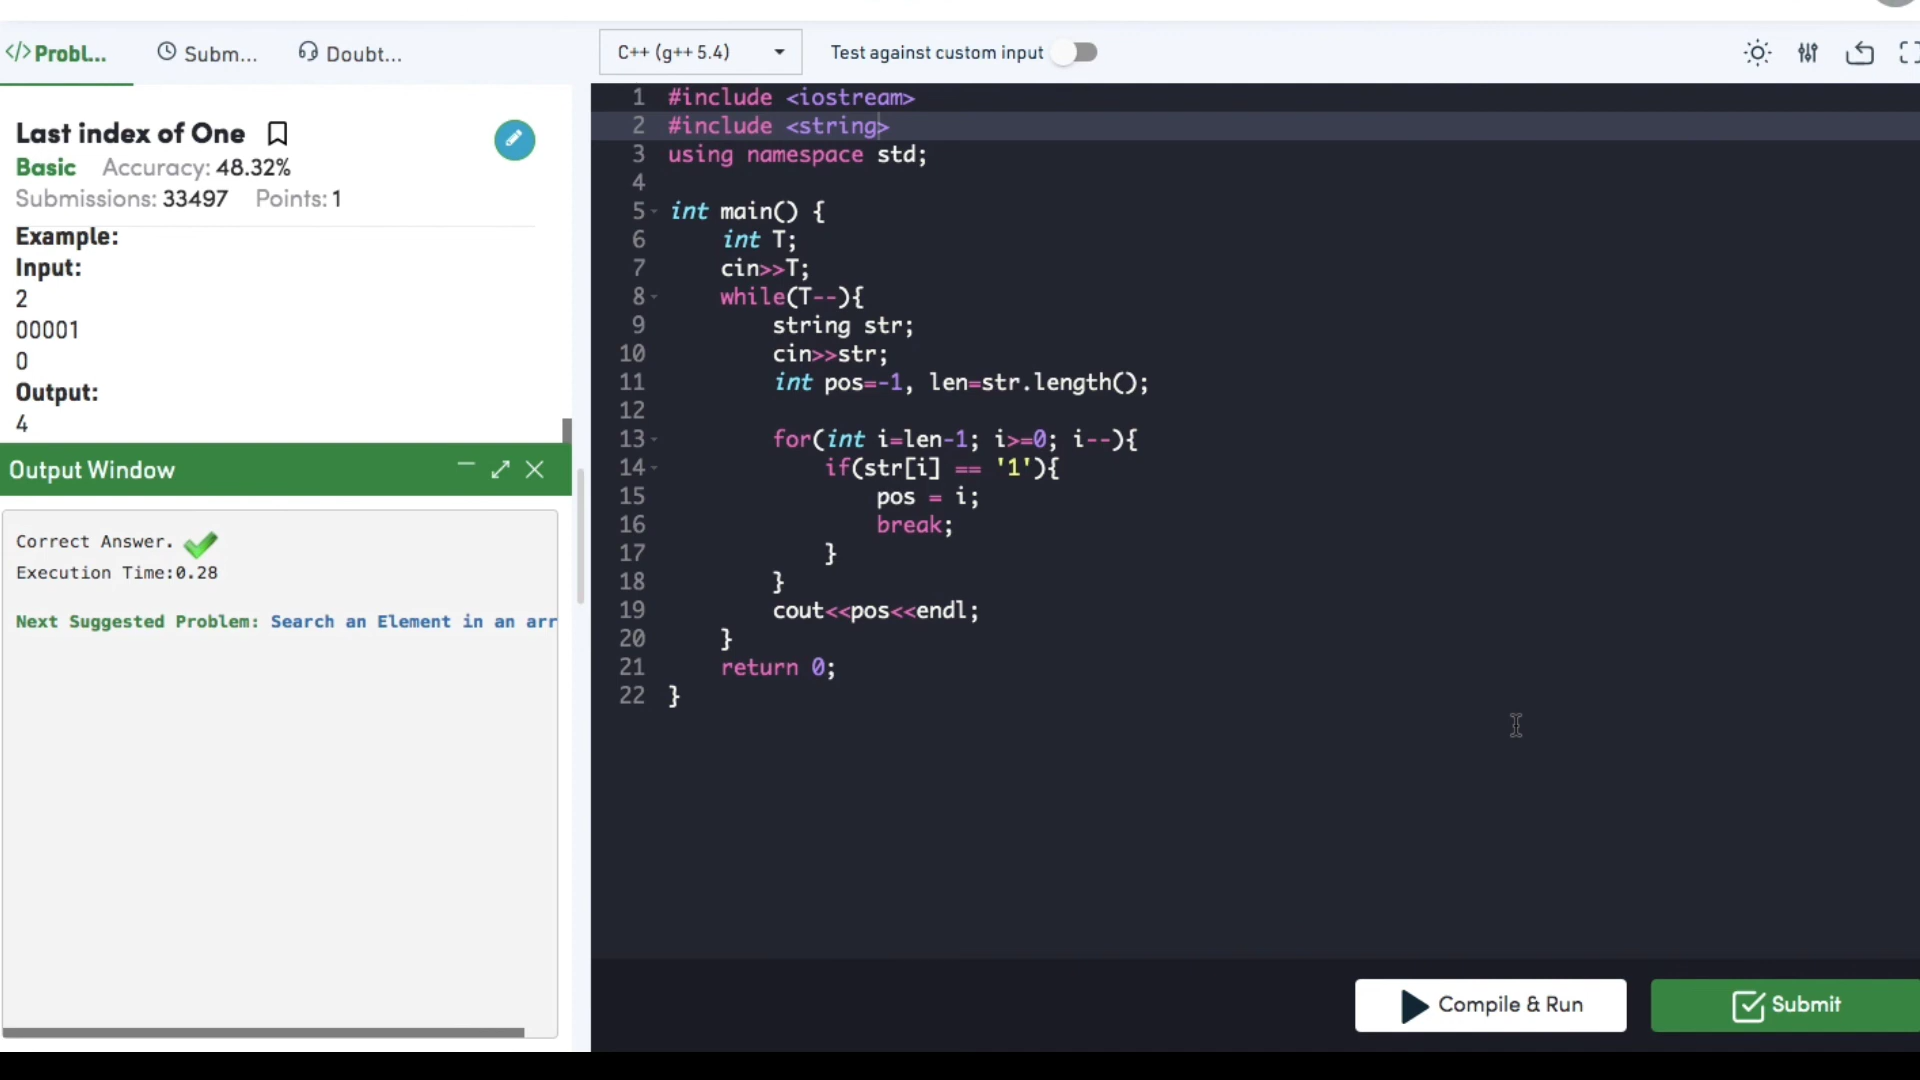 </>Probl...
Subm...
Doubt...
C++ (g++ 5.4)
Test against custom input
Last index of One
Basic Accuracy: 48.32%
Submissions: 33497 Points: 1
Example:
Input:
2
00001
0
Output:
4
Output Window
Correct Answer.
Execution Time:0.28
Next Suggested Problem: Search an Element in an arr
1 #include <iostream>
2 #include <string>
3 using namespace std;
4
5 int main() {
6 int T;
7 cin>>T;
8 while(T--){
9 string str;
10 cin>>str;
11 int pos=-1, len=str.length();
12
13 for(int i=len-1; i>=0; i--){
14 if(str[i] == '1'){
15 pos = i;
16 break;
17 }
18 }
19 cout<<pos<<endl;
20 }
21 return 0;
22 }
Compile & Run
Submit